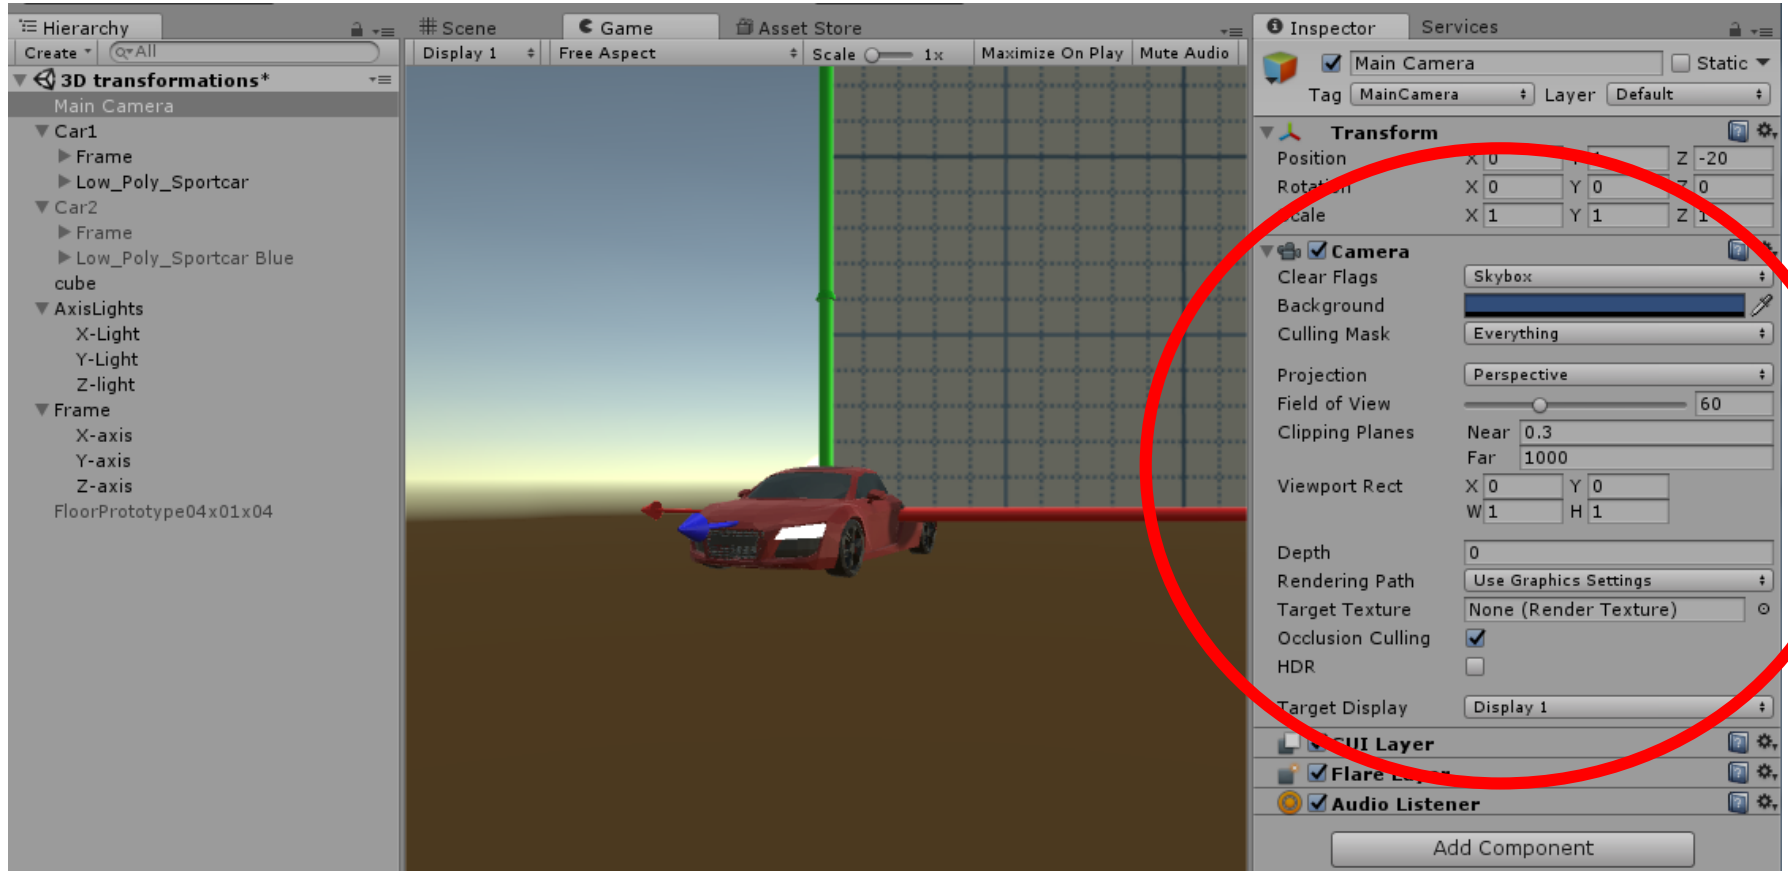 Hierarchy
Create
All
3D transformations*
Main Camera
Car1
Frame
Low_Poly_Sportcar
Car2
Frame
Low_Poly_Sportcar Blue
cube
AxisLights
X-Light
Y-Light
Z-light
Frame
X-axis
Y-axis
Z-axis
FloorPrototype04x01x04
Scene Game Asset Store
Display 1 Free Aspect Scale 1x Maximize On Play Mute Audio
Inspector Services
Main Camera Static
Tag MainCamera Layer Default
Transform
Position X 0 Z -20
Rotation X 0 Y 0 Z 0
Scale X 1 Y 1 Z 1
Camera
Clear Flags Skybox
Background
Culling Mask Everything
Projection Perspective
Field of View 60
Clipping Planes Near 0.3
Far 1000
Viewport Rect X 0 Y 0
W 1 H 1
Depth 0
Rendering Path Use Graphics Settings
Target Texture None (Render Texture)
Occlusion Culling
HDR
Target Display Display 1
GUI Layer
Flare Layer
Audio Listener
Add Component